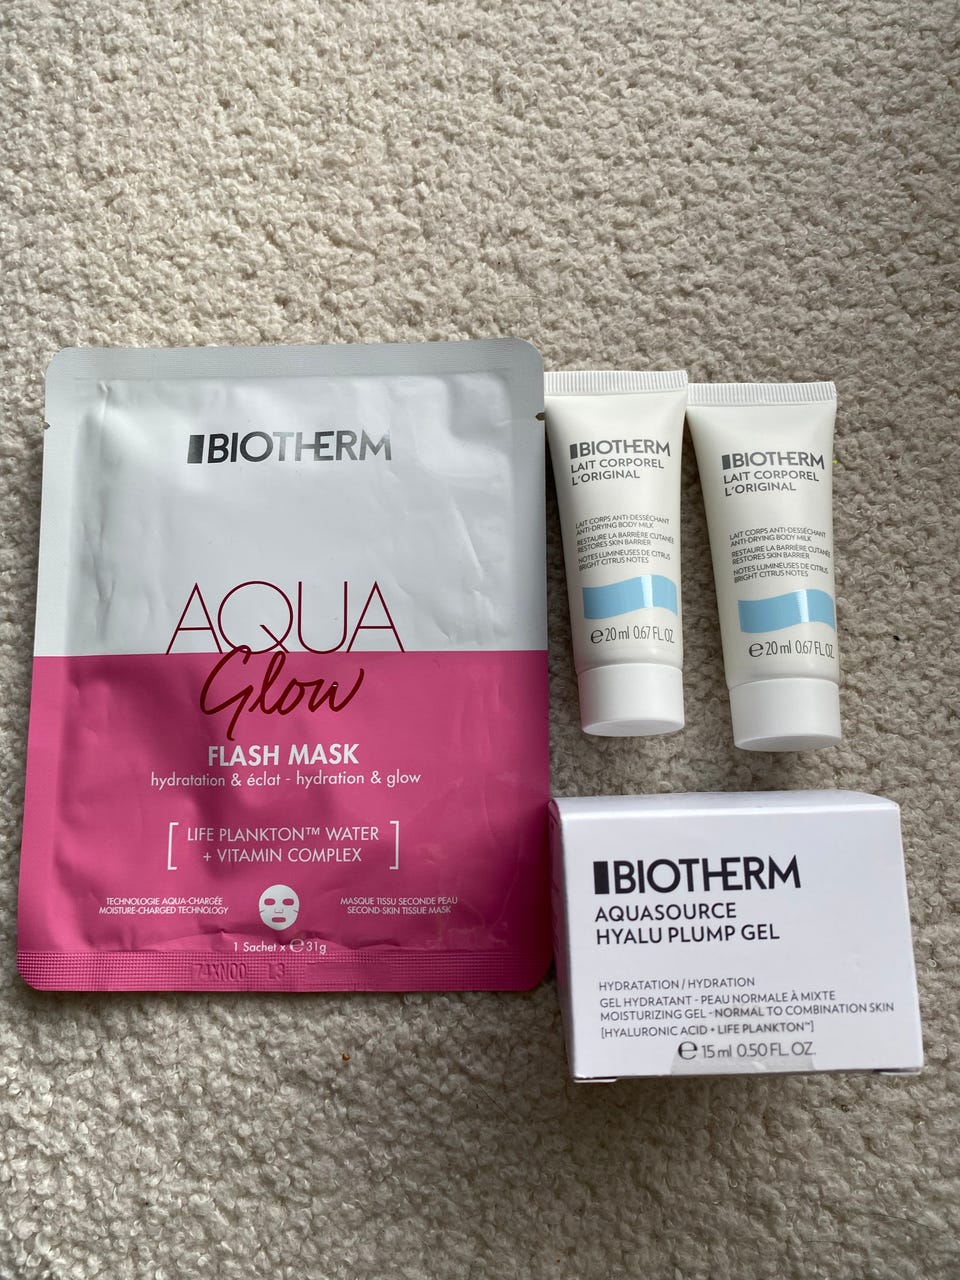 BIOTHERM
AQUA
Glow
FLASH MASK
hydratation & éclat - hydration & glow
LIFE PLANKTON™ WATER
+ VITAMIN COMPLEX
TECHNOLOGIE AQUA-CHARGÉE
MOISTURE-CHARGED TECHNOLOGY
MASQUE TISSU SECONDE PEAU
SECOND-SKIN TISSUE MASK
1 Sachet x ℮ 31g
BIOTHERM
LAIT CORPOREL
L'ORIGINAL
LAIT CORPS ANTI-DESSÉCHANT
ANTI-DRYING BODY MILK
RESTAURE LA BARRIÈRE CUTANÉE
RESTORES SKIN BARRIER
NOTES LUMINEUSES DE CITRUS
BRIGHT CITRUS NOTES
℮ 20 ml 0.67 FL.OZ.
BIOTHERM
LAIT CORPOREL
L'ORIGINAL
LAIT CORPS ANTI-DESSÉCHANT
ANTI-DRYING BODY MILK
RESTAURE LA BARRIÈRE CUTANÉE
RESTORES SKIN BARRIER
NOTES LUMINEUSES DE CITRUS
BRIGHT CITRUS NOTES
℮ 20 ml 0.67 FL.OZ.
BIOTHERM
AQUASOURCE
HYALU PLUMP GEL
HYDRATATION / HYDRATION
GEL HYDRATANT - PEAU NORMALE À MIXTE
MOISTURIZING GEL - NORMAL TO COMBINATION SKIN
[HYALURONIC ACID + LIFE PLANKTON™]
℮ 15 ml 0.50 FL. OZ.